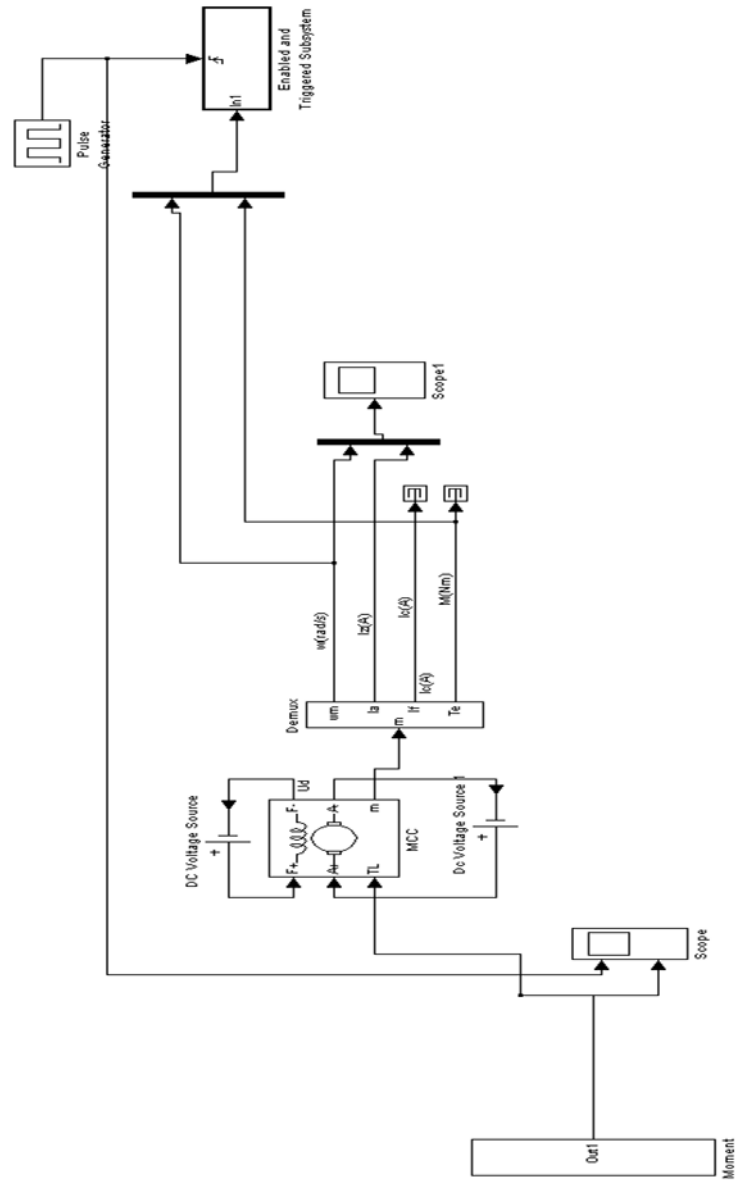 Moment
Out1
Scope
DC Voltage Source
+
Ud
F+
F-
A+
A-
TL
m
MCC
Dc Voltage Source 1
+
Demux
m
wm
Ia
If
Te
w(rad/s)
Iz(A)
Ic(A)
Ic(A)
M(Nm)
Scope1
Pulse
Generator
In1
Enabled and
Triggered Subsystem